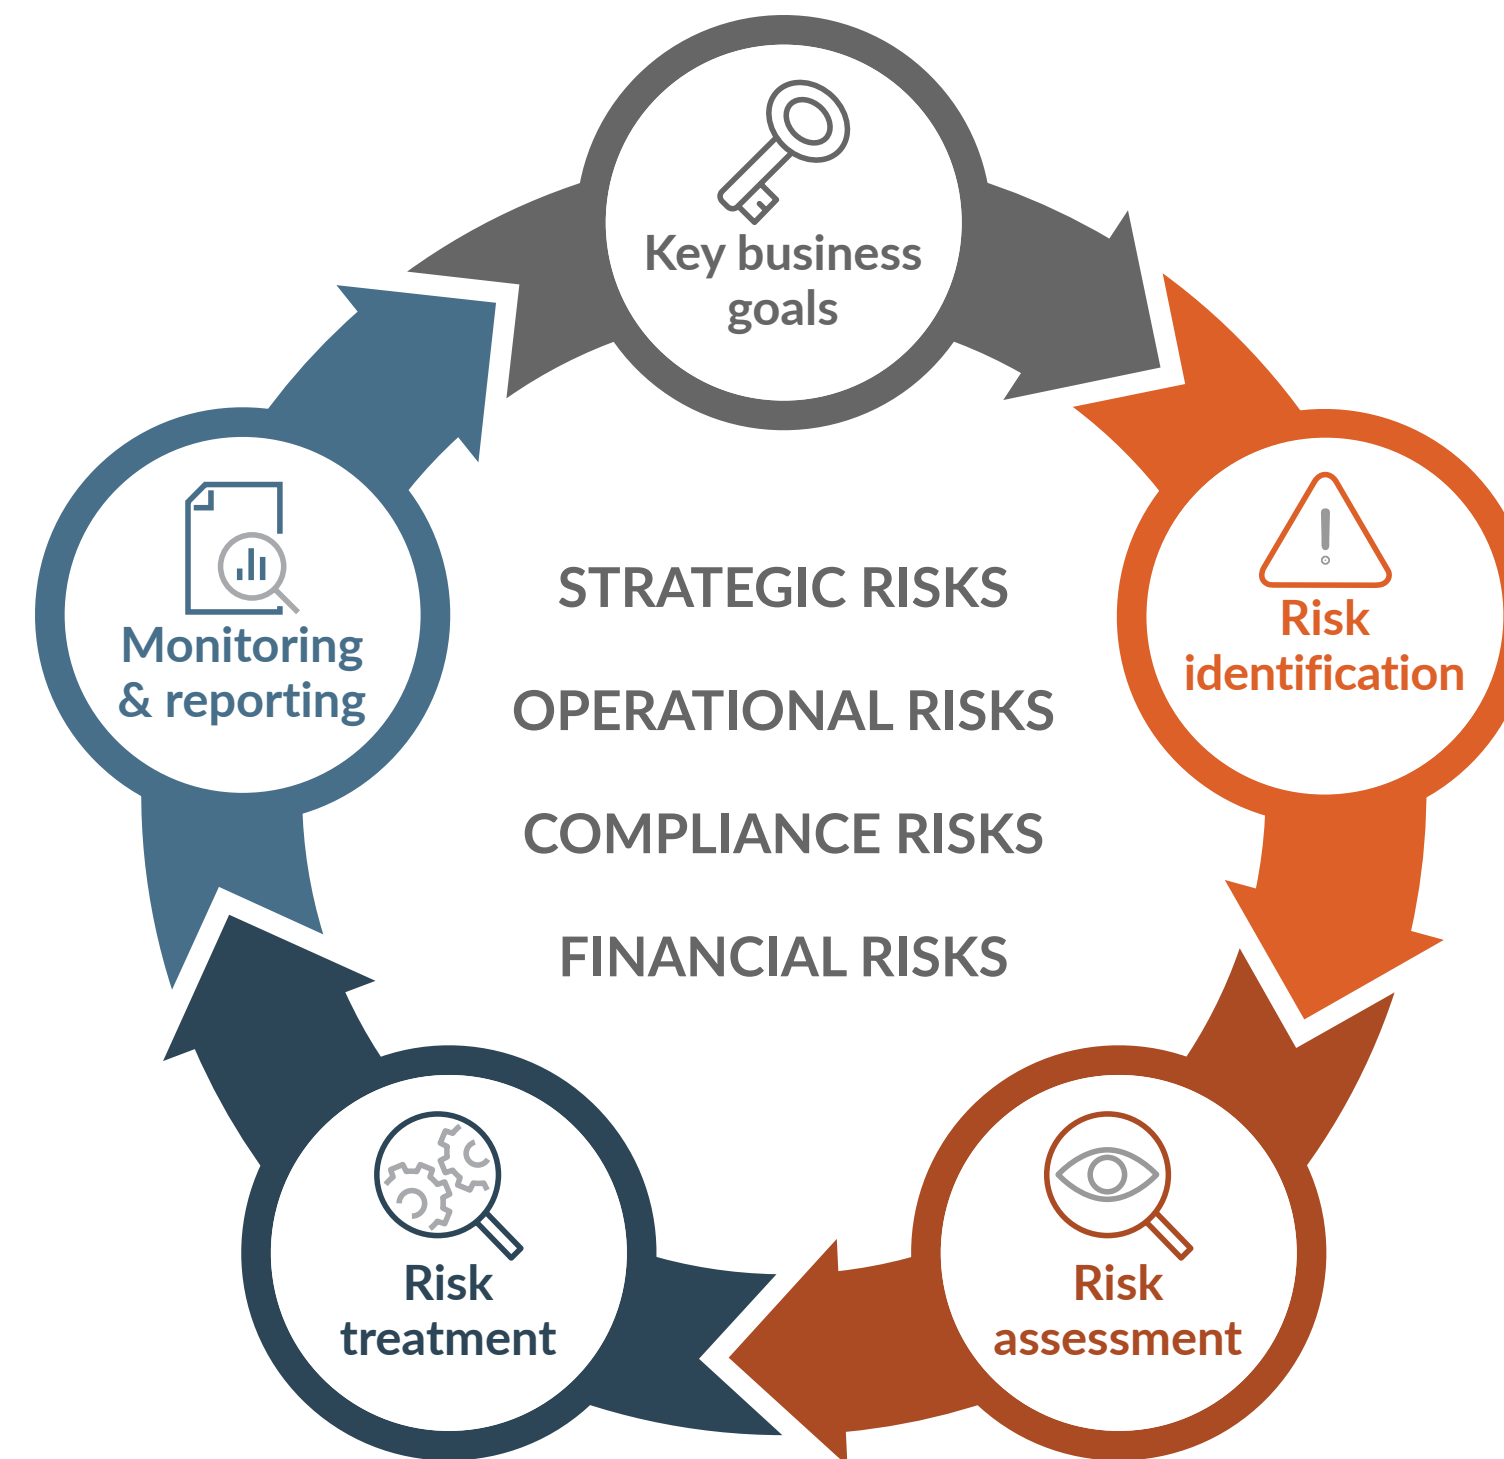 Key business
goals
Risk
identification
Risk
assessment
Risk
treatment
Monitoring
& reporting
STRATEGIC RISKS
OPERATIONAL RISKS
COMPLIANCE RISKS
FINANCIAL RISKS